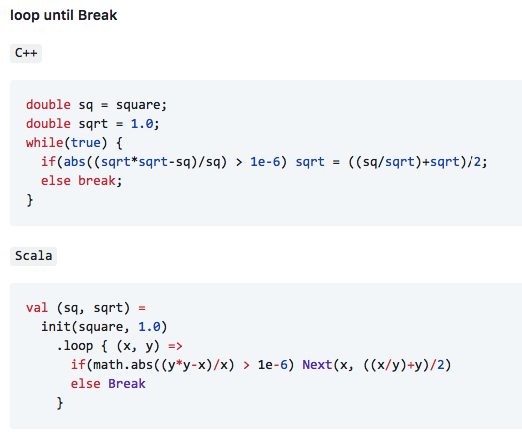 loop until Break
C++
double sq = square;
double sqrt = 1.0;
while(true) {
  if(abs((sqrt*sqrt-sq)/sq) > 1e-6) sqrt = ((sq/sqrt)+sqrt)/2;
  else break;
}
Scala
val (sq, sqrt) =
  init(square, 1.0)
    .loop { (x, y) =>
      if(math.abs((y*y-x)/x) > 1e-6) Next(x, ((x/y)+y)/2)
      else Break
    }